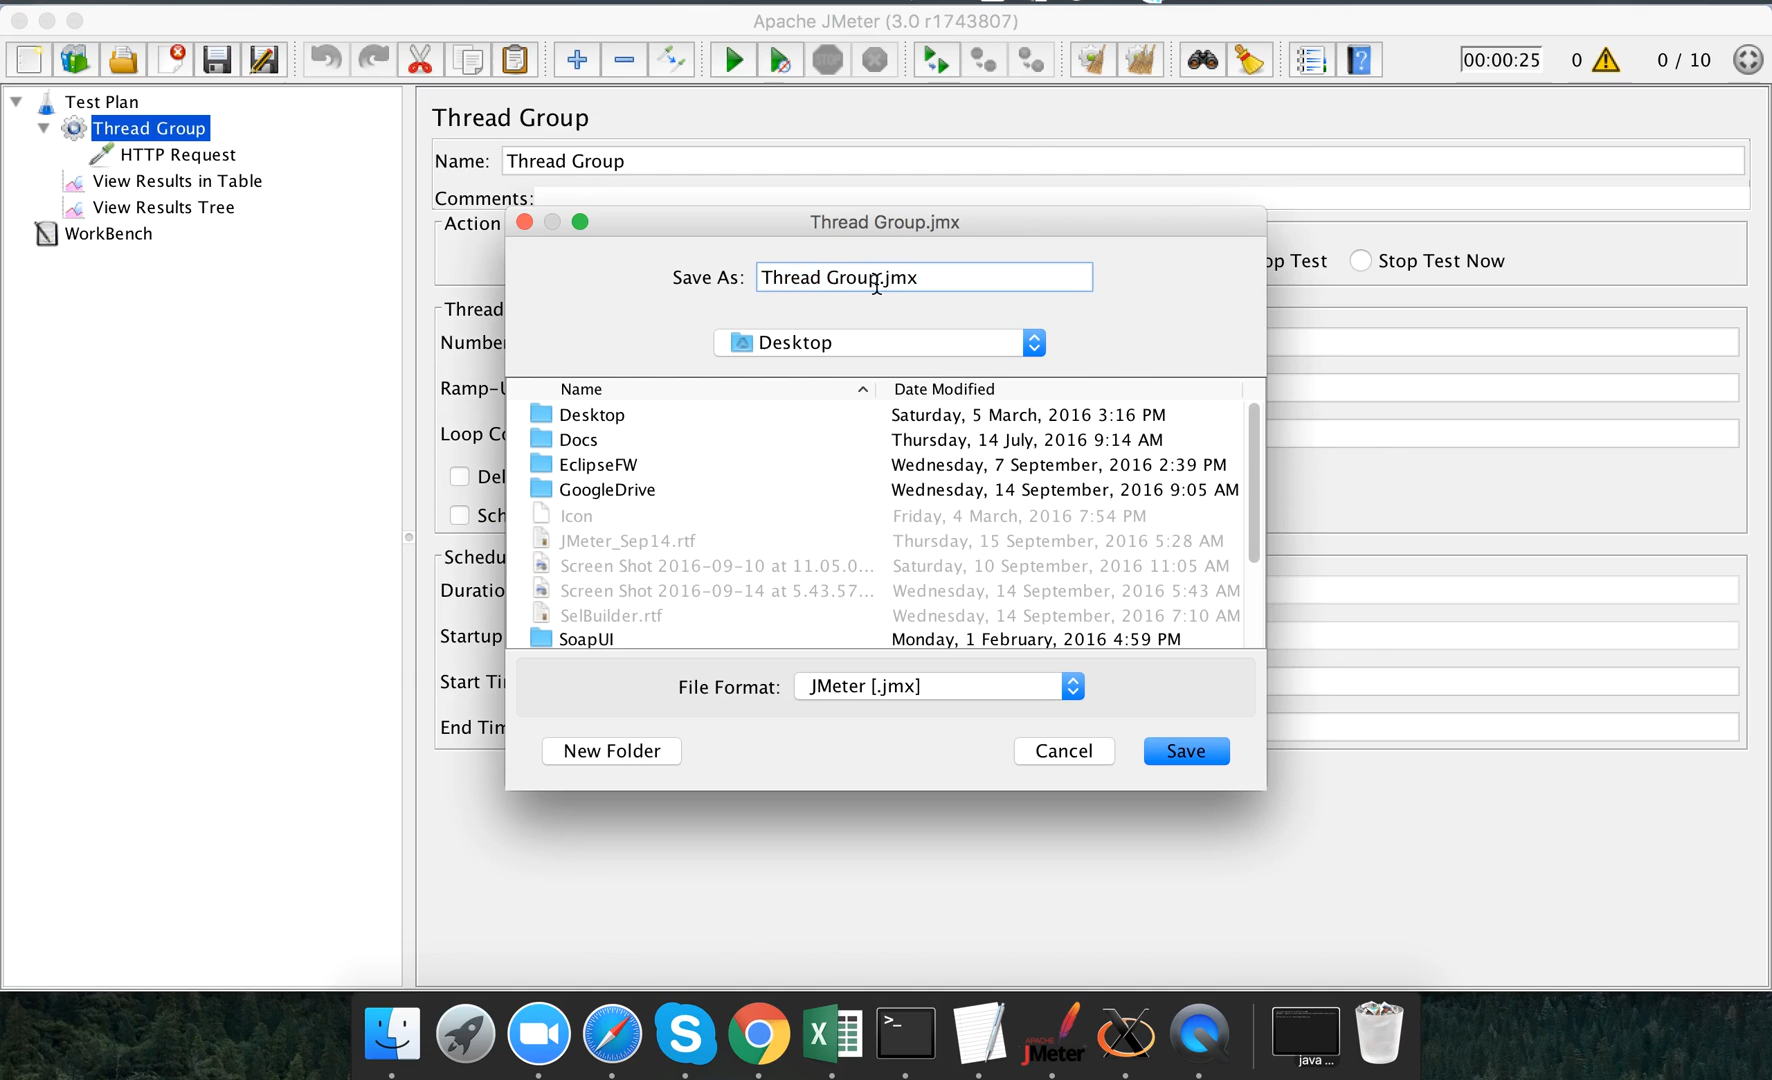 Apache JMeter (3.0 r1743807)
STOP
00:00:25
0
0 / 10
Test Plan
Thread Group
HTTP Request
View Results in Table
View Results Tree
WorkBench
Thread Group
Name: Thread Group
Comments:
Action
op Test
Stop Test Now
Thread
Numbe
Ramp-U
Loop Co
Del
Sch
Schedu
Duratio
Startup
Start Ti
End Tim
Thread Group.jmx
Save As: Thread Group.jmx
Desktop
Name Date Modified
Desktop Saturday, 5 March, 2016 3:16 PM
Docs Thursday, 14 July, 2016 9:14 AM
EclipseFW Wednesday, 7 September, 2016 2:39 PM
GoogleDrive Wednesday, 14 September, 2016 9:05 AM
Icon Friday, 4 March, 2016 7:54 PM
JMeter_Sep14.rtf Thursday, 15 September, 2016 5:28 AM
Screen Shot 2016-09-10 at 11.05.0... Saturday, 10 September, 2016 11:05 AM
Screen Shot 2016-09-14 at 5.43.57... Wednesday, 14 September, 2016 5:43 AM
SelBuilder.rtf Wednesday, 14 September, 2016 7:10 AM
SoapUI Monday, 1 February, 2016 4:59 PM
File Format: JMeter [.jmx]
New Folder
Cancel
Save
APACHE
JMeter
java ...